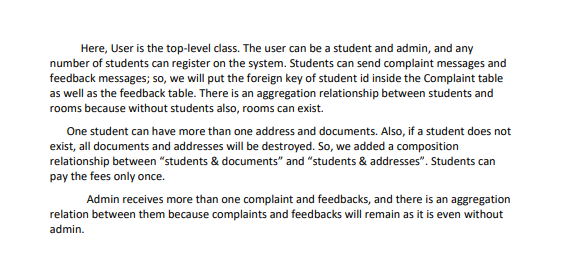 Here, User is the top-level class. The user can be a student and admin, and any
number of students can register on the system. Students can send complaint messages and
feedback messages; so, we will put the foreign key of student id inside the Complaint table
as well as the feedback table. There is an aggregation relationship between students and
rooms because without students also, rooms can exist.
One student can have more than one address and documents. Also, if a student does not
exist, all documents and addresses will be destroyed. So, we added a composition
relationship between “students & documents” and “students & addresses”. Students can
pay the fees only once.
Admin receives more than one complaint and feedbacks, and there is an aggregation
relation between them because complaints and feedbacks will remain as it is even without
admin.